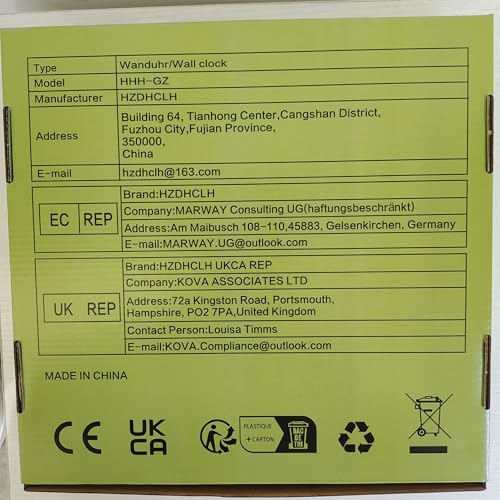 Type Wanduhr/Wall clock
Model HHH-GZ
Manufacturer HZDHCLH
Address Building 64, Tianhong Center,Cangshan District,
Fuzhou City,Fujian Province,
350000,
China
E-mail hzdhclh@163.com
EC REP
Brand:HZDHCLH
Company:MARWAY Consulting UG(haftungsbeschränkt)
Address:Am Maibusch 108-110,45883, Gelsenkirchen, Germany
E-mail:MARWAY.UG@outlook.com
UK REP
Brand:HZDHCLH UKCA REP
Company:KOVA ASSOCIATES LTD
Address:72a Kingston Road, Portsmouth,
Hampshire, PO2 7PA,United Kingdom
Contact Person:Louisa Timms
E-mail:KOVA.Compliance@outlook.com
MADE IN CHINA
CE
UK
CA
PLASTIQUE
+ CARTON
BAC
DE
TRI